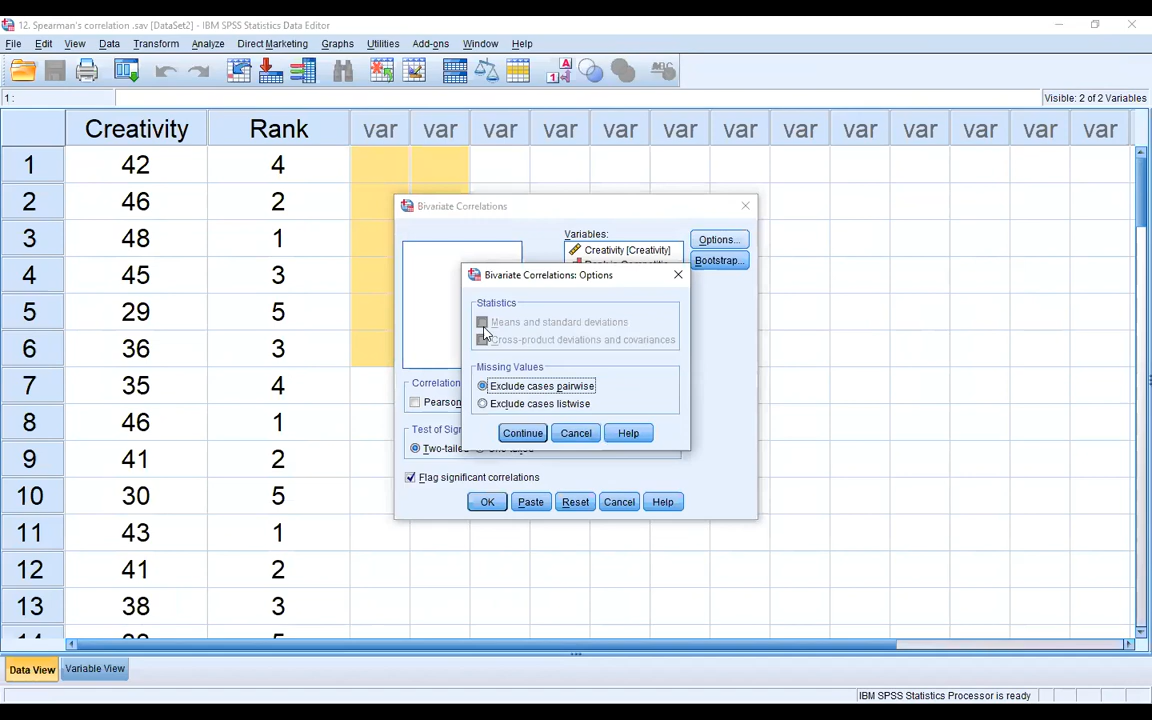 12. Spearman's correlation .sav [DataSet2] - IBM SPSS Statistics Data Editor
File Edit View Data Transform Analyze Direct Marketing Graphs Utilities Add-ons Window Help
1 :
Visible: 2 of 2 Variables
Creativity Rank var var var var var var var var var var var var var
1 42 4
2 46 2
3 48 1
4 45 3
5 29 5
6 36 3
7 35 4
8 46 1
9 41 2
10 30 5
11 43 1
12 41 2
13 38 3
14
Bivariate Correlations
Variables:
Creativity [Creativity]
Options...
Bootstrap...
Bivariate Correlations: Options
Statistics
Means and standard deviations
Cross-product deviations and covariances
Missing Values
Exclude cases pairwise
Exclude cases listwise
Continue Cancel Help
Correlation
Pearson
Test of Sig
Two-tailed
Flag significant correlations
OK Paste Reset Cancel Help
Data View Variable View
IBM SPSS Statistics Processor is ready